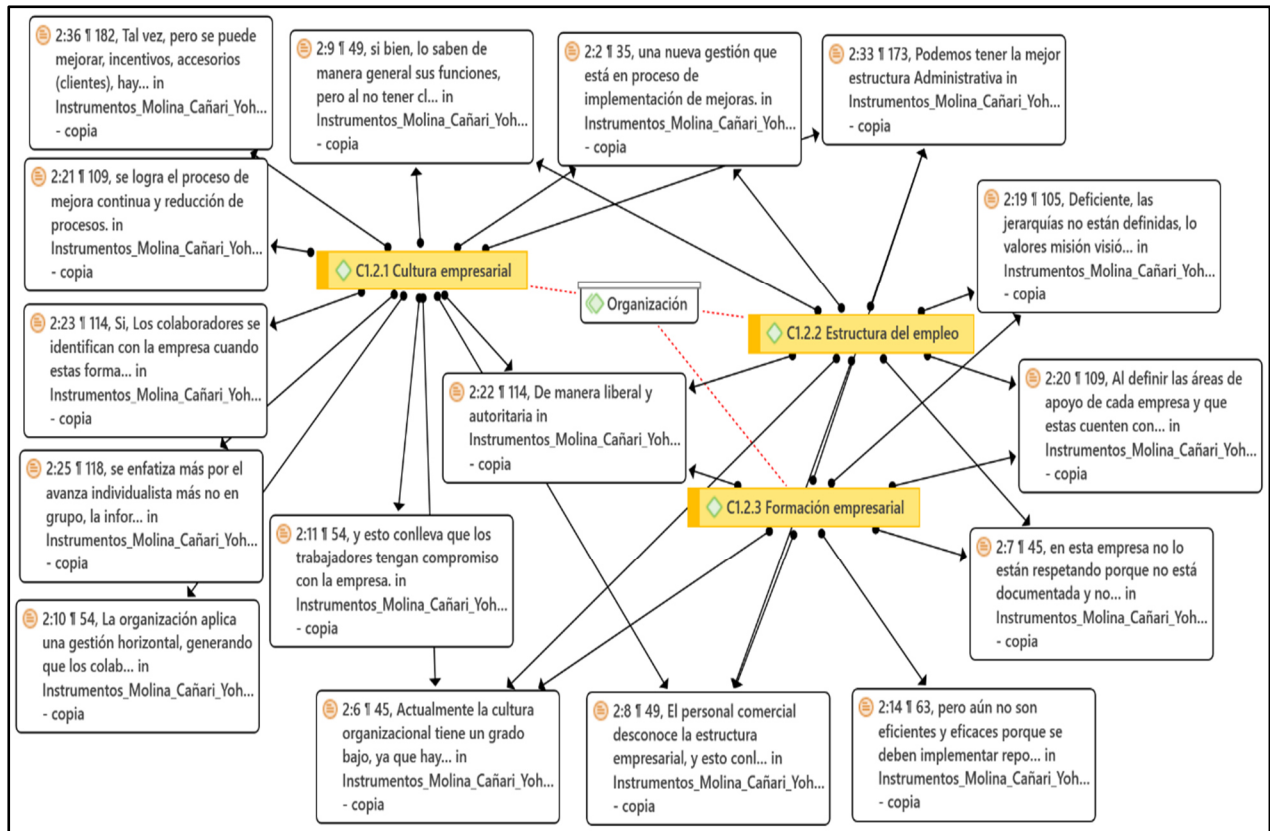 2:36 ¶ 182, Tal vez, pero se puede
mejorar, incentivos, accesorios
(clientes), hay... in
Instrumentos_Molina_Cañari_Yoh...
- copia
2:9 ¶ 49, si bien, lo saben de
manera general sus funciones,
pero al no tener cl... in
Instrumentos_Molina_Cañari_Yoh...
- copia
2:2 ¶ 35, una nueva gestión que
está en proceso de
implementación de mejoras. in
Instrumentos_Molina_Cañari_Yoh...
- copia
2:33 ¶ 173, Podemos tener la mejor
estructura Administrativa in
Instrumentos_Molina_Cañari_Yoh...
- copia
2:21 ¶ 109, se logra el proceso de
mejora continua y reducción de
procesos. in
Instrumentos_Molina_Cañari_Yoh...
- copia
2:19 ¶ 105, Deficiente, las
jerarquías no están definidas, lo
valores misión visió... in
Instrumentos_Molina_Cañari_Yoh...
- copia
C1.2.1 Cultura empresarial
Organización
C1.2.2 Estructura del empleo
2:23 ¶ 114, Si, Los colaboradores se
identifican con la empresa cuando
estas forma... in
Instrumentos_Molina_Cañari_Yoh...
- copia
2:22 ¶ 114, De manera liberal y
autoritaria in
Instrumentos_Molina_Cañari_Yoh...
- copia
2:20 ¶ 109, Al definir las áreas de
apoyo de cada empresa y que
estas cuenten con... in
Instrumentos_Molina_Cañari_Yoh...
- copia
2:25 ¶ 118, se enfatiza más por el
avanza individualista más no en
grupo, la infor... in
Instrumentos_Molina_Cañari_Yoh...
- copia
C1.2.3 Formación empresarial
2:11 ¶ 54, y esto conlleva que los
trabajadores tengan compromiso
con la empresa. in
Instrumentos_Molina_Cañari_Yoh...
- copia
2:7 ¶ 45, en esta empresa no lo
están respetando porque no está
documentada y no... in
Instrumentos_Molina_Cañari_Yoh...
- copia
2:10 ¶ 54, La organización aplica
una gestión horizontal, generando
que los colab... in
Instrumentos_Molina_Cañari_Yoh...
- copia
2:6 ¶ 45, Actualmente la cultura
organizacional tiene un grado
bajo, ya que hay... in
Instrumentos_Molina_Cañari_Yoh...
- copia
2:8 ¶ 49, El personal comercial
desconoce la estructura
empresarial, y esto conl... in
Instrumentos_Molina_Cañari_Yoh...
- copia
2:14 ¶ 63, pero aún no son
eficientes y eficaces porque se
deben implementar repo... in
Instrumentos_Molina_Cañari_Yoh...
- copia